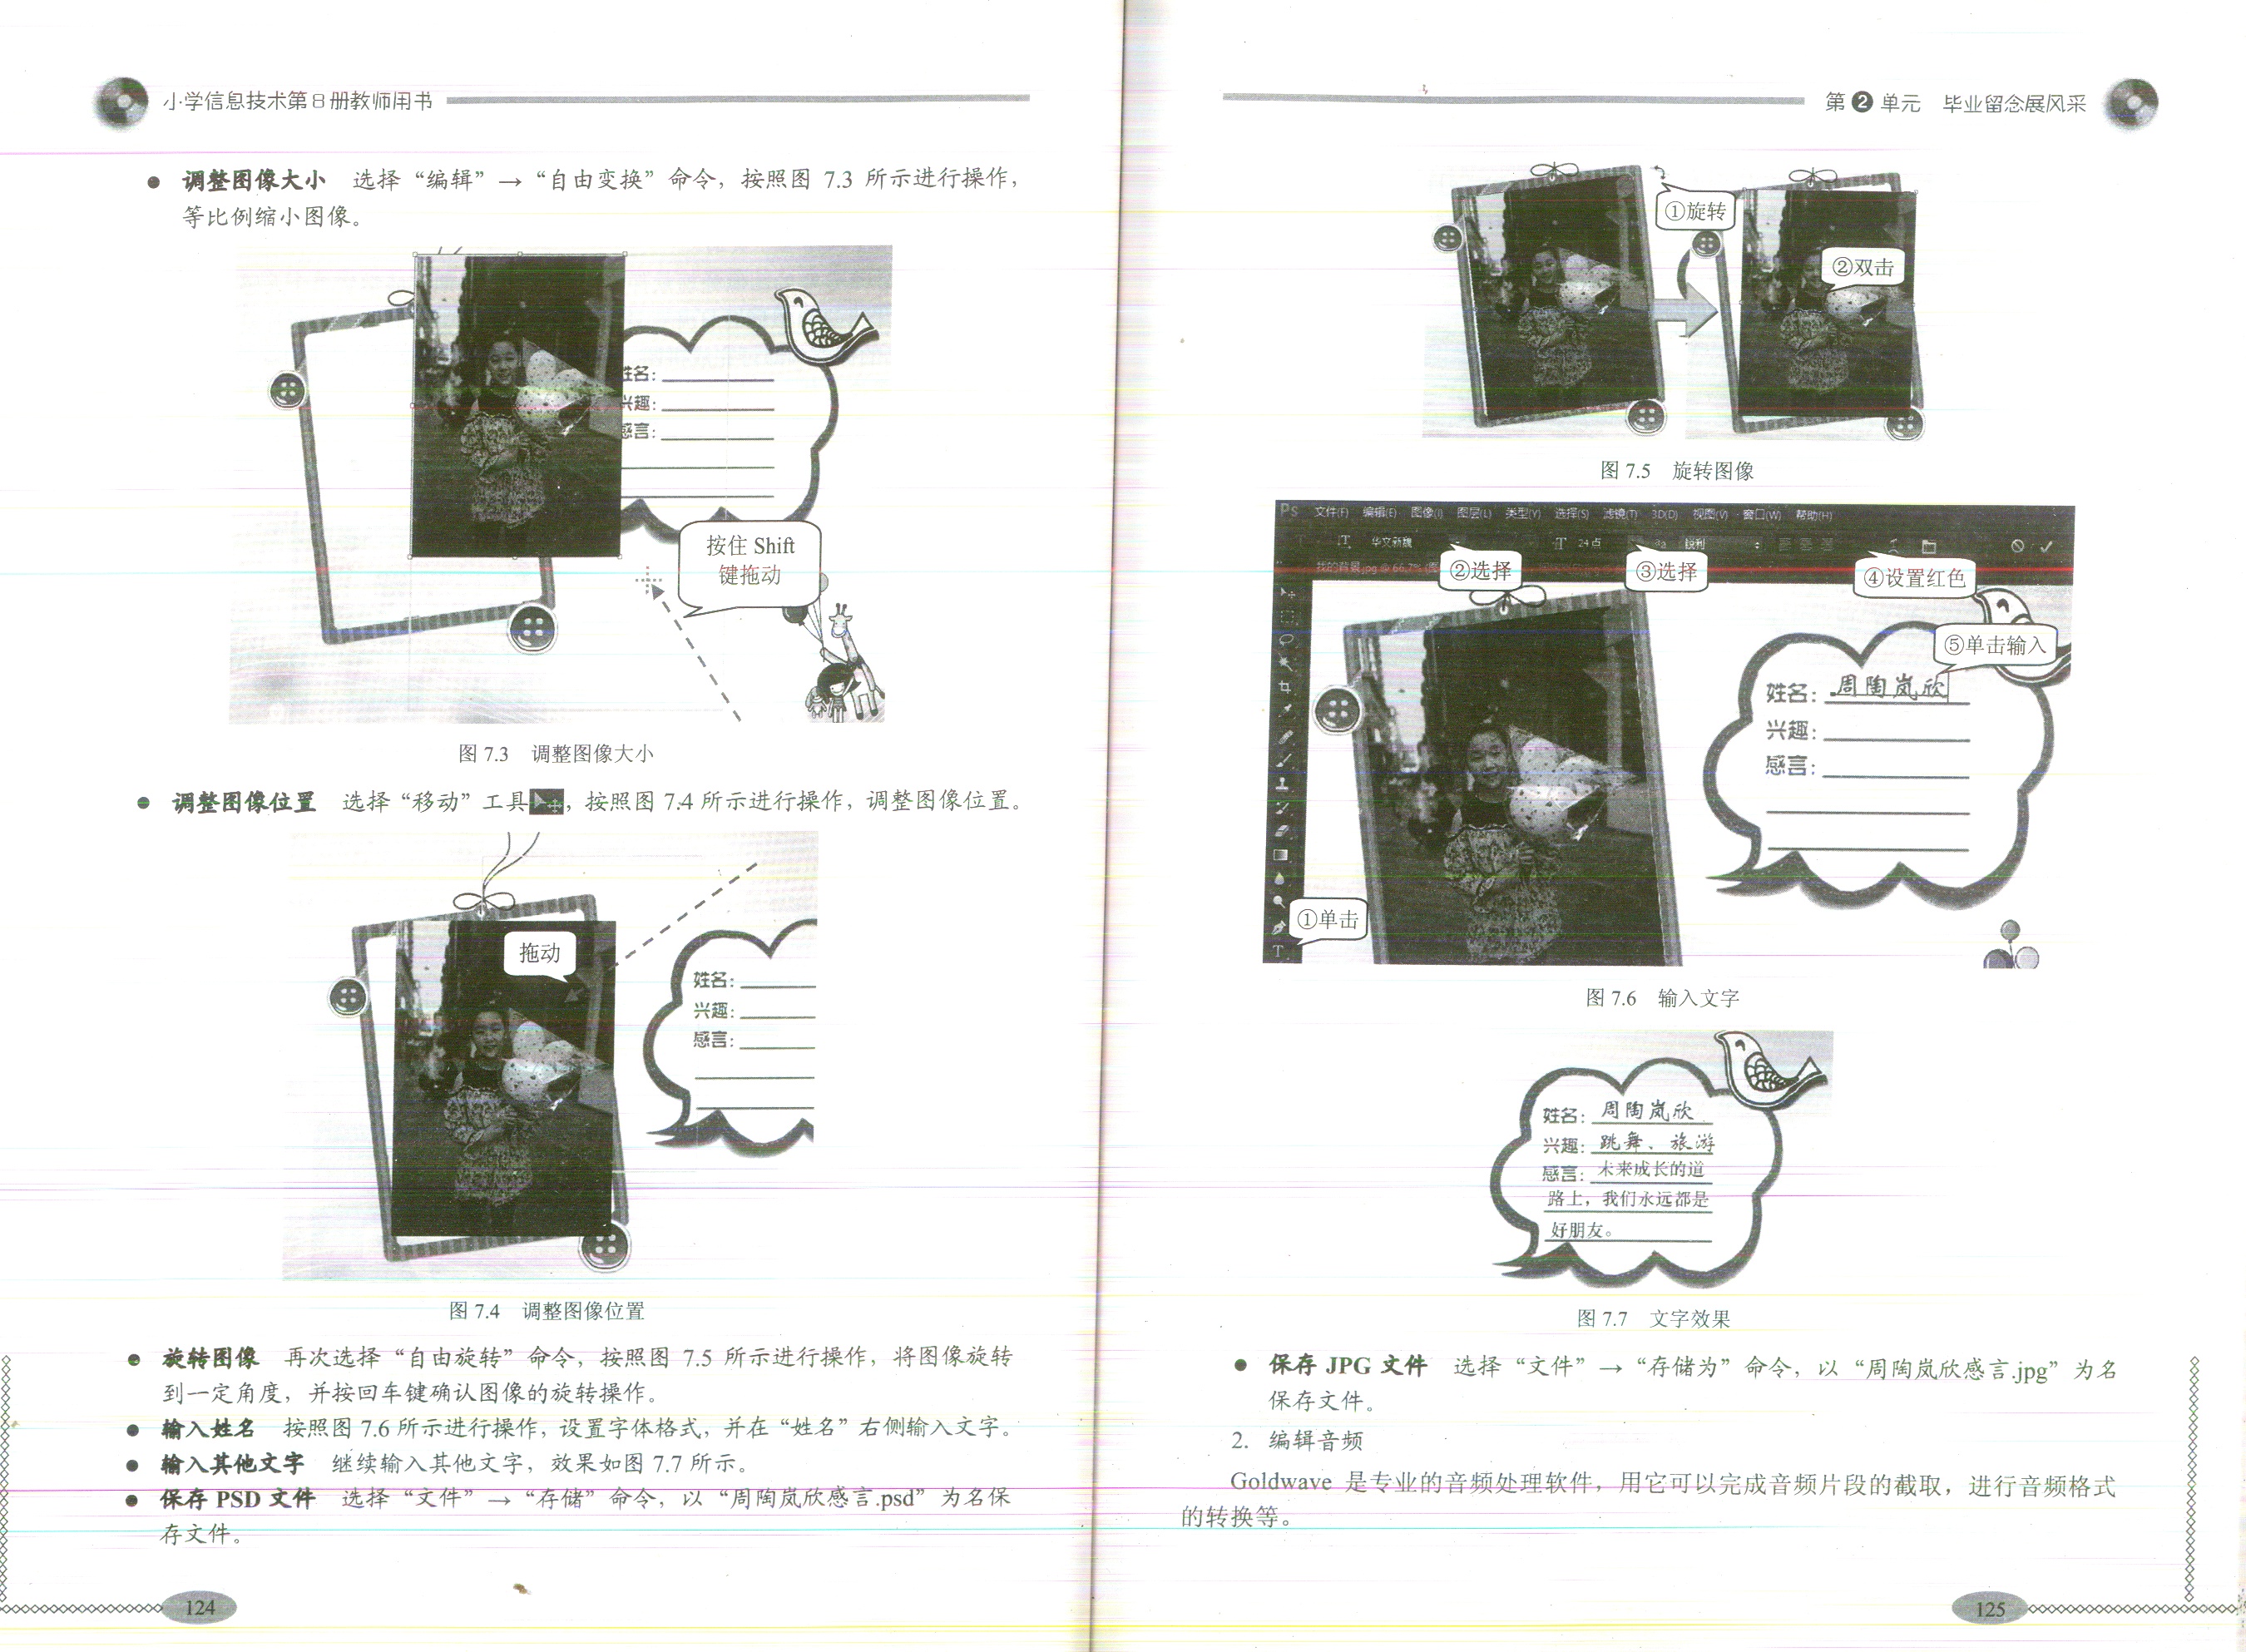 小学信息技术第8册教师用书
● 调整图像大小 选择“编辑”→“自由变换”命令，按照图 7.3 所示进行操作，
等比例缩小图像。
姓名：
兴趣：
感言：
按住 Shift
键拖动
图 7.3 调整图像大小
● 调整图像位置 选择“移动”工具，按照图 7.4 所示进行操作，调整图像位置。
拖动
姓名：
兴趣：
感言：
图 7.4 调整图像位置
● 旋转图像 再次选择“自由旋转”命令，按照图 7.5 所示进行操作，将图像旋转
到一定角度，并按回车键确认图像的旋转操作。
● 输入姓名 按照图 7.6 所示进行操作，设置字体格式，并在“姓名”右侧输入文字。
● 输入其他文字 继续输入其他文字，效果如图 7.7 所示。
● 保存 PSD 文件 选择“文件”→“存储”命令，以“周陶岚欣感言.psd”为名保
存文件。
124
第2单元 毕业留念展风采
①旋转
②双击
图 7.5 旋转图像
Ps 文件(F) 编辑(E) 图像(I) 图层(L) 类型(Y) 选择(S) 滤镜(T) 3D(D) 视图(V) 窗口(W) 帮助(H)
T 华文新魏 24点 aa 锐利
我的背景.jpg @ 66.7%
②选择
③选择
④设置红色
⑤单击输入
姓名：周陶岚欣
兴趣：
感言：
①单击
T
图 7.6 输入文字
姓名：周陶岚欣
兴趣：跳舞、旅游
感言：未来成长的道
路上，我们永远都是
好朋友。
图 7.7 文字效果
● 保存 JPG 文件 选择“文件”→“存储为”命令，以“周陶岚欣感言.jpg”为名
保存文件。
2. 编辑音频
Goldwave 是专业的音频处理软件，用它可以完成音频片段的截取，进行音频格式
的转换等。
125